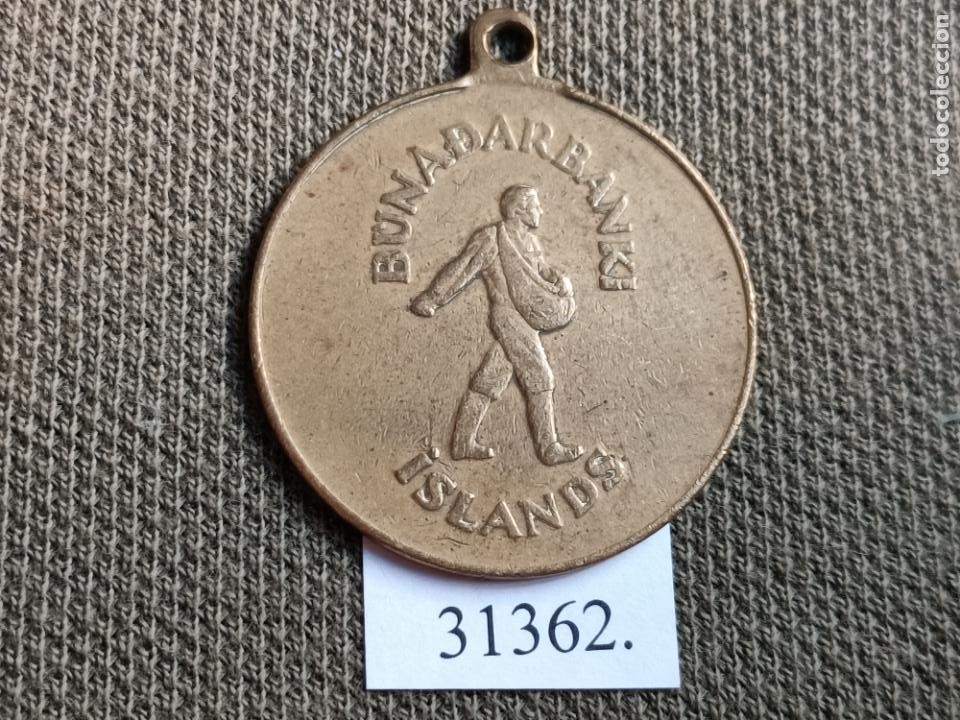 BÚNAÐARBANKI
ÍSLANDS
31362.
todocoleccion